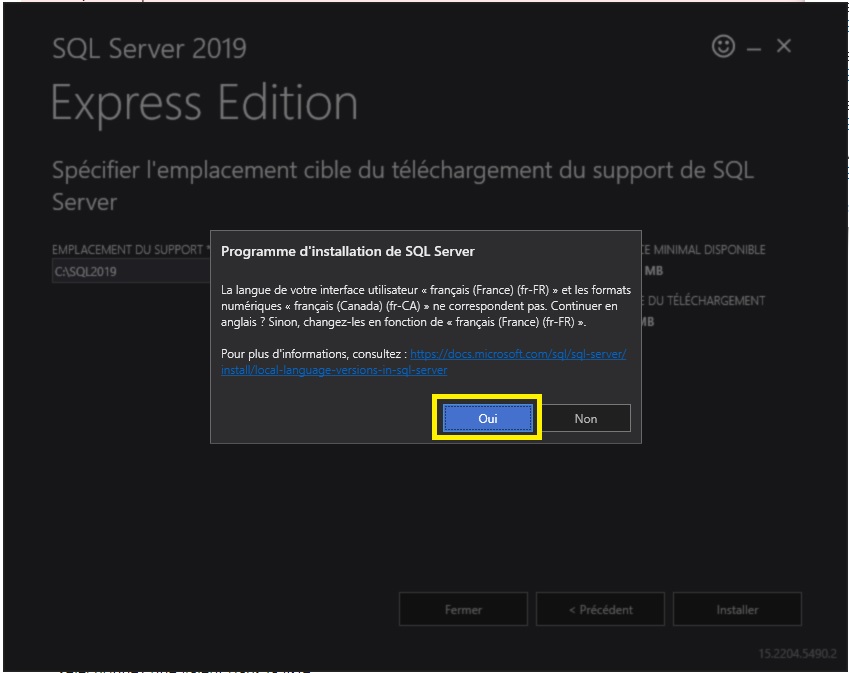 SQL Server 2019
Express Edition
Spécifier l'emplacement cible du téléchargement du support de SQL
Server
EMPLACEMENT DU SUPPORT *
C:\SQL2019
MINIMAL DISPONIBLE
MB
DU TÉLÉCHARGEMENT
MB
Programme d'installation de SQL Server
La langue de votre interface utilisateur « français (France) (fr-FR) » et les formats
numériques « français (Canada) (fr-CA) » ne correspondent pas. Continuer en
anglais ? Sinon, changez-les en fonction de « français (France) (fr-FR) ».
Pour plus d'informations, consultez : https://docs.microsoft.com/sql/sql-server/
install/local-language-versions-in-sql-server
Oui
Non
Fermer
< Précédent
Installer
15.2204.5490.2